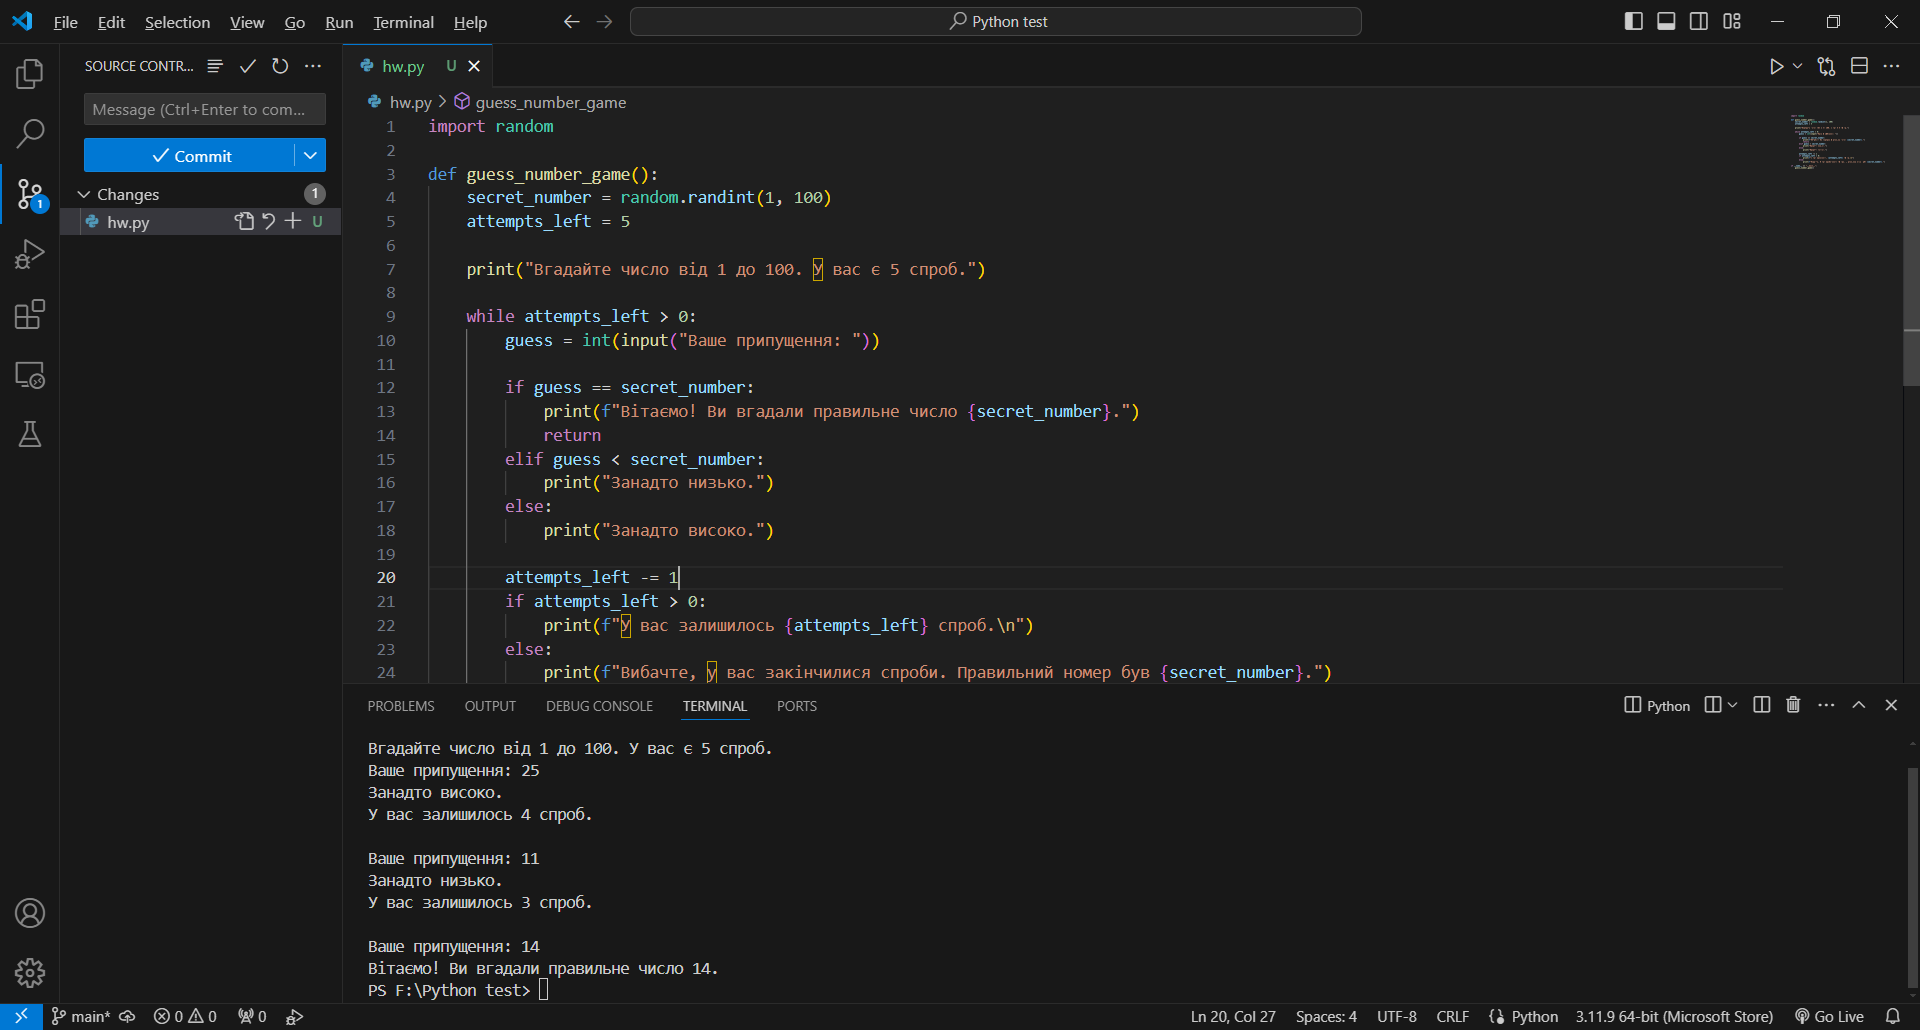 File Edit Selection View Go Run Terminal Help
Python test
SOURCE CONTR...
Message (Ctrl+Enter to com...
Commit
Changes 1
hw.py U
1
hw.py U
hw.py > guess_number_game
1 import random
2
3 def guess_number_game():
4 secret_number = random.randint(1, 100)
5 attempts_left = 5
6
7 print("Вгадайте число від 1 до 100. У вас є 5 спроб.")
8
9 while attempts_left > 0:
10 guess = int(input("Ваше припущення: "))
11
12 if guess == secret_number:
13 print(f"Вітаємо! Ви вгадали правильне число {secret_number}.")
14 return
15 elif guess < secret_number:
16 print("Занадто низько.")
17 else:
18 print("Занадто високо.")
19
20 attempts_left -= 1
21 if attempts_left > 0:
22 print(f"У вас залишилось {attempts_left} спроб.\n")
23 else:
24 print(f"Вибачте, у вас закінчилися спроби. Правильний номер був {secret_number}.")
PROBLEMS OUTPUT DEBUG CONSOLE TERMINAL PORTS
Python
Вгадайте число від 1 до 100. У вас є 5 спроб.
Ваше припущення: 25
Занадто високо.
У вас залишилось 4 спроб.
Ваше припущення: 11
Занадто низько.
У вас залишилось 3 спроб.
Ваше припущення: 14
Вітаємо! Ви вгадали правильне число 14.
PS F:\Python test>
main* 0 0 0
Ln 20, Col 27 Spaces: 4 UTF-8 CRLF Python 3.11.9 64-bit (Microsoft Store) Go Live